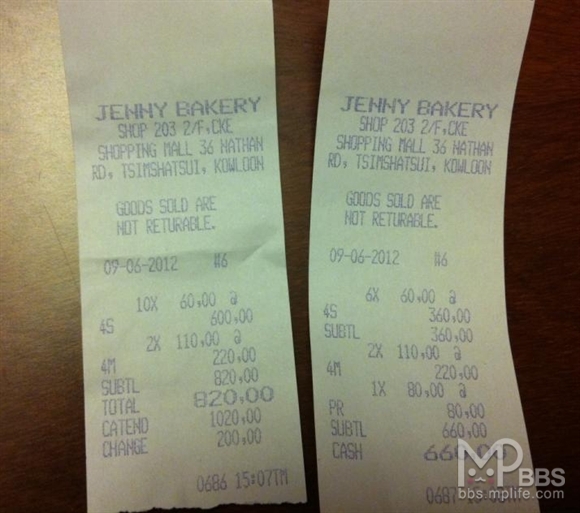 JENNY BAKERY
SHOP 203 2/F,CKE
SHOPPING MALL 36 NATHAN
RD, TSIMSHATSUI, KOWLOON
GOODS SOLD ARE
NOT RETURABLE.
09-06-2012 #6
10X 60,00 @
4S 600,00
2X 110,00 @
4M 220,00
SUBTL 820,00
TOTAL 820,00
CATEND 1020,00
CHANGE 200,00
0686 15:07TM
JENNY BAKERY
SHOP 203 2/F,CKE
SHOPPING MALL 36 NATHAN
RD, TSIMSHATSUI, KOWLOON
GOODS SOLD ARE
NOT RETURABLE.
09-06-2012 #6
6X 60,00 @
4S 360,00
SUBTL 360,00
2X 110,00 @
4M 220,00
1X 80,00 @
PR 80,00
SUBTL 660,00
CASH 660,00
MP BBS
bbs.mplife.com